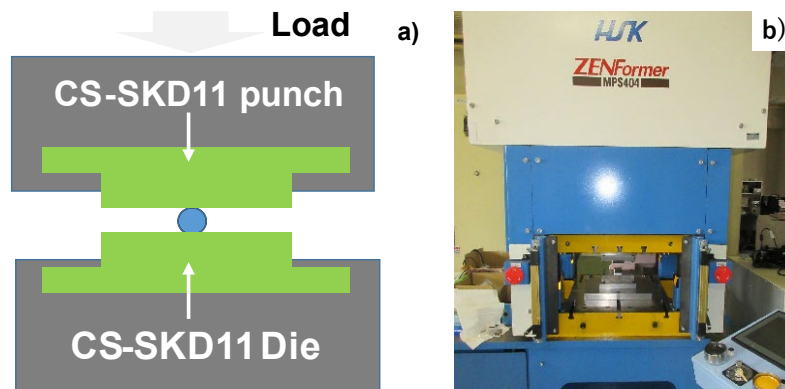 Load
a)
CS-SKD11 punch
CS-SKD11 Die
b)
HSK
ZENFormer
MPS404